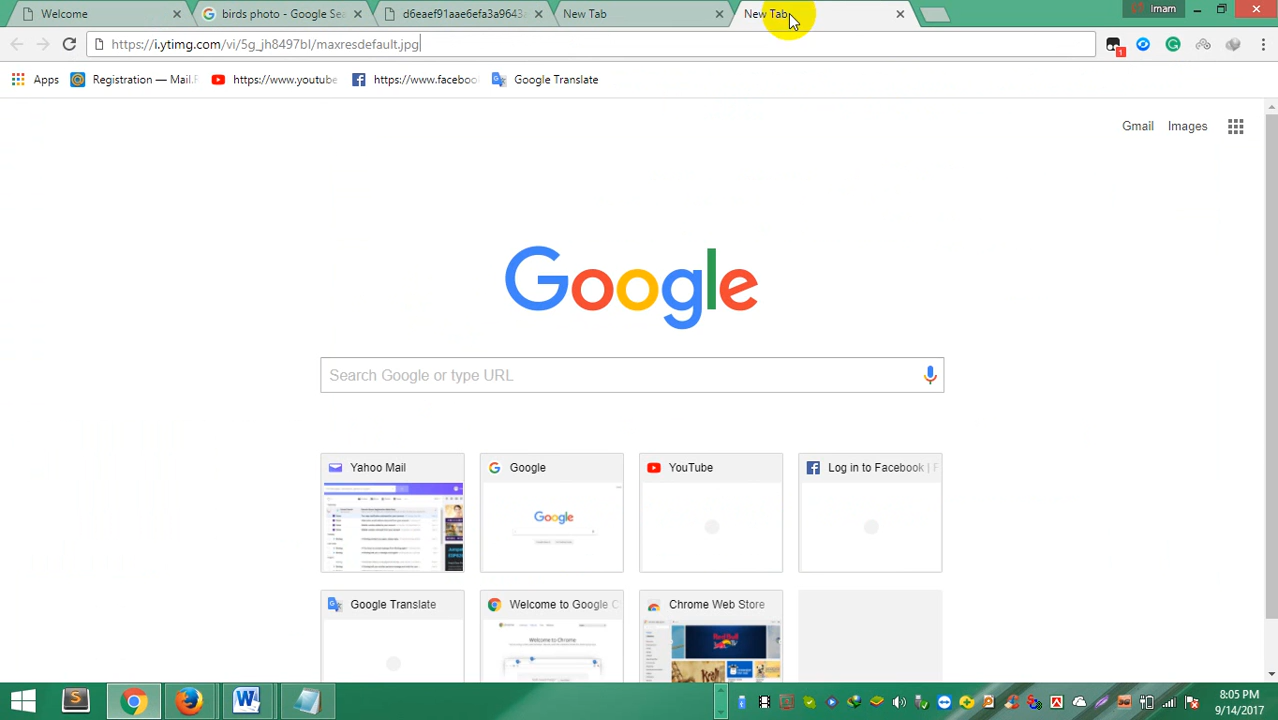 Welcome
birds photo - Google Sea
d6eaef91aae6efa3a9643
New Tab
New Tab
Imam
https://i.ytimg.com/vi/2g_jh8497bI/maxresdefault.jpg
1
Apps
Registration — Mail.R
https://www.youtube
https://www.faceboo
Google Translate
Gmail
Images
Google
Search Google or type URL
Yahoo Mail
Google
YouTube
Log in to Facebook | F
Google Translate
Welcome to Google C
Chrome Web Store
8:05 PM
9/14/2017